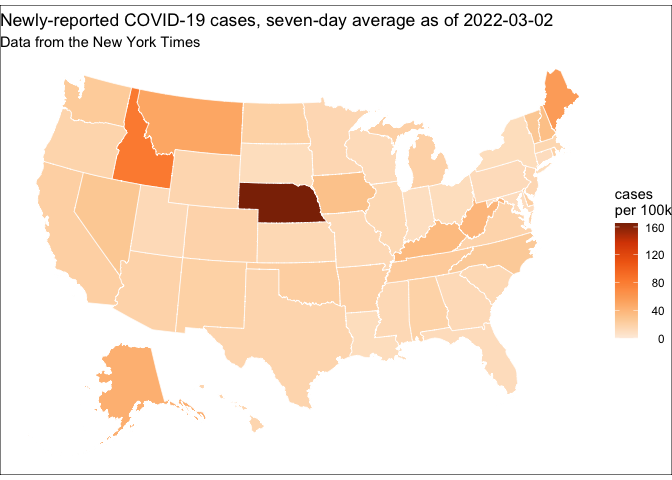 Newly-reported COVID-19 cases, seven-day average as of 2022-03-02
Data from the New York Times
cases
per 100k
160
120
80
40
0